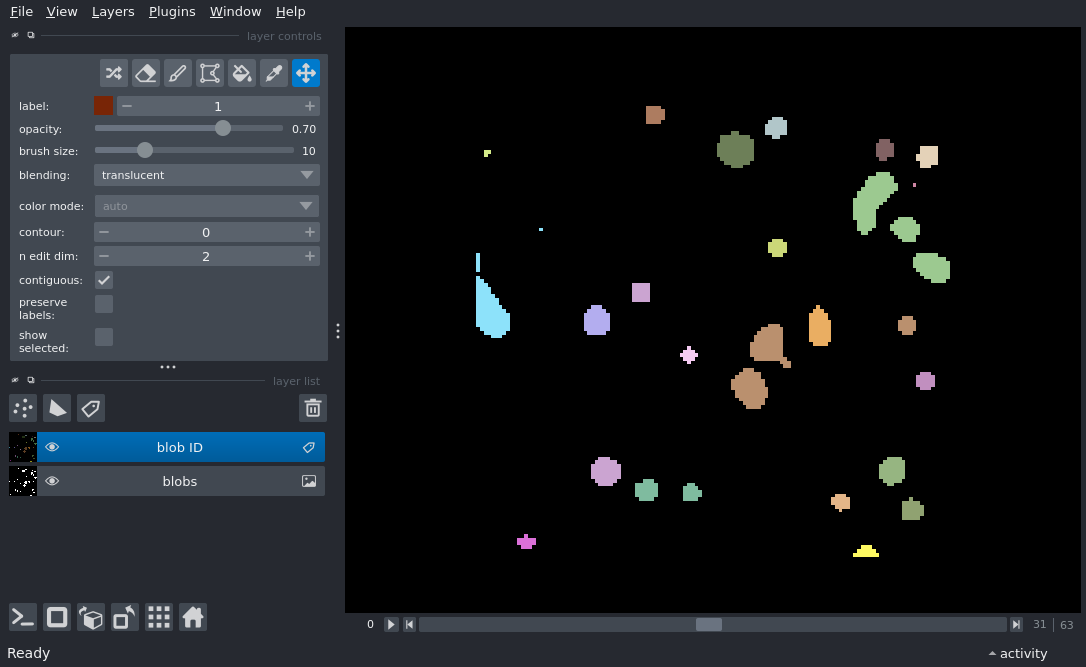 File View Layers Plugins Window Help
layer controls
label: 1
opacity: 0.70
brush size: 10
blending: translucent
color mode: auto
contour: 0
n edit dim: 2
contiguous:
preserve
labels:
show
selected:
layer list
blob ID
blobs
0 31 | 63
Ready activity